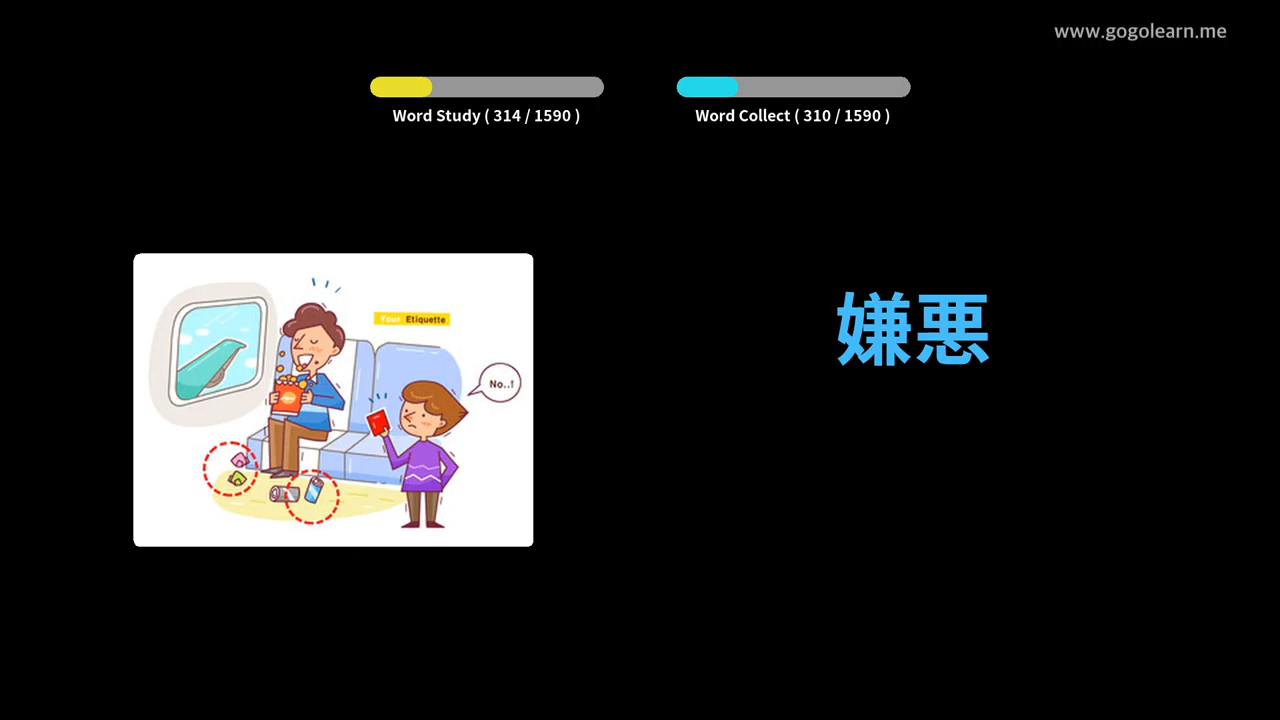 www.gogolearn.me
Word Study ( 314 / 1590 )
Word Collect ( 310 / 1590 )
Your Etiquette
No..!
嫌悪